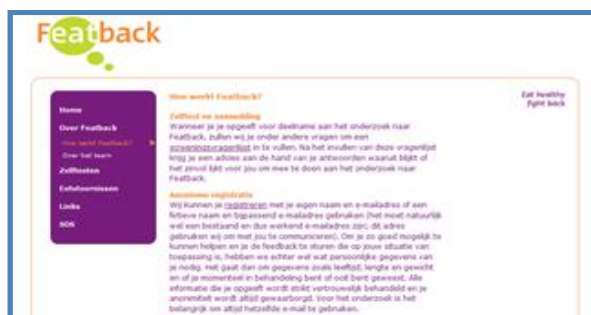 Featback
Eat healthy
fight back
Home
Over Featback
Hoe werkt Featback?
Over het team
Zelftesten
Eetstoornissen
Links
SOS
Hoe werkt Featback?
Zelftest en aanmelding
Wanneer je je opgeeft voor deelname aan het onderzoek naar
Featback, zullen wij je onder andere vragen om een
screeningsvragenlijst in te vullen. Na het invullen van deze vragenlijst
krijg je een advies aan de hand van je antwoorden waaruit blijkt of
het zinvol lijkt voor jou om mee te doen aan het onderzoek naar
Featback.
Anonieme registratie
Wij kunnen je registreren met je eigen naam en e-mailadres of een
fictieve naam en bijpassend e-mailadres gebruiken (het moet natuurlijk
wel een bestaand en dus werkend e-mailadres zijn; dit adres
gebruiken wij om met jou te communiceren). Om je zo goed mogelijk te
kunnen helpen en je de feedback te sturen die op jouw situatie van
toepassing is, hebben we echter wel wat persoonlijke gegevens van
je nodig. Het gaat dan om gegevens zoals leeftijd, lengte en gewicht
en of je momenteel in behandeling bent of ooit bent geweest. Alle
informatie die je opgeeft wordt strikt vertrouwelijk behandeld en je
anonimiteit wordt altijd gewaarborgd. Voor het onderzoek is het
belangrijk om altijd hetzelfde e-mail te gebruiken.